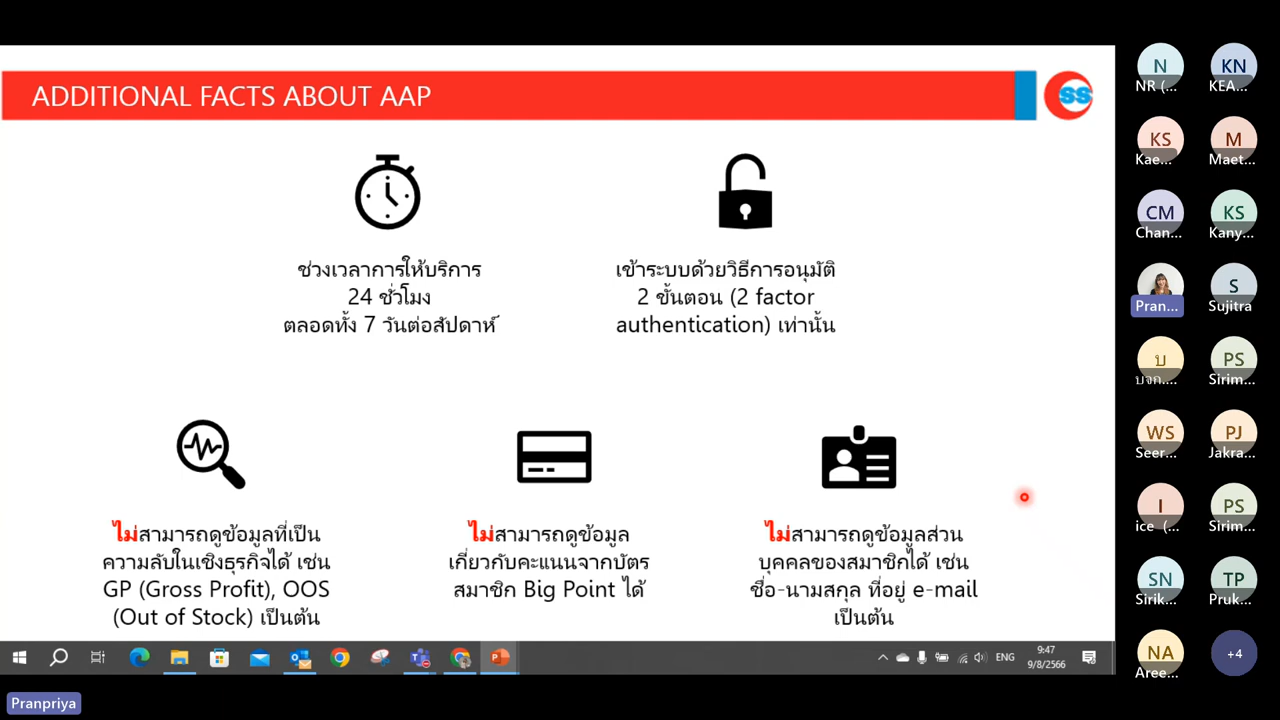 ADDITIONAL FACTS ABOUT AAP
SS
ช่วงเวลาการให้บริการ
24 ชั่วโมง
ตลอดทั้ง 7 วันต่อสัปดาห์
เข้าระบบด้วยวิธีการอนุมัติ
2 ขั้นตอน (2 factor
authentication) เท่านั้น
ไม่สามารถดูข้อมูลที่เป็น
ความลับในเชิงธุรกิจได้ เช่น
GP (Gross Profit), OOS
(Out of Stock) เป็นต้น
ไม่สามารถดูข้อมูล
เกี่ยวกับคะแนนจากบัตร
สมาชิก Big Point ได้
ไม่สามารถดูข้อมูลส่วน
บุคคลของสมาชิกได้ เช่น
ชื่อ-นามสกุล ที่อยู่ e-mail
เป็นต้น
ENG
9:47
9/8/2566
Pranpriya
N
NR (...
KN
KEA...
KS
Kae...
M
Maet...
CM
Chan...
KS
Kany...
Pran...
S
Sujitra
บ
บจก....
PS
Sirim...
WS
Seer...
PJ
Jakra...
I
ice (...
PS
Sirim...
SN
Sirik...
TP
Pruk...
NA
Aree...
+4